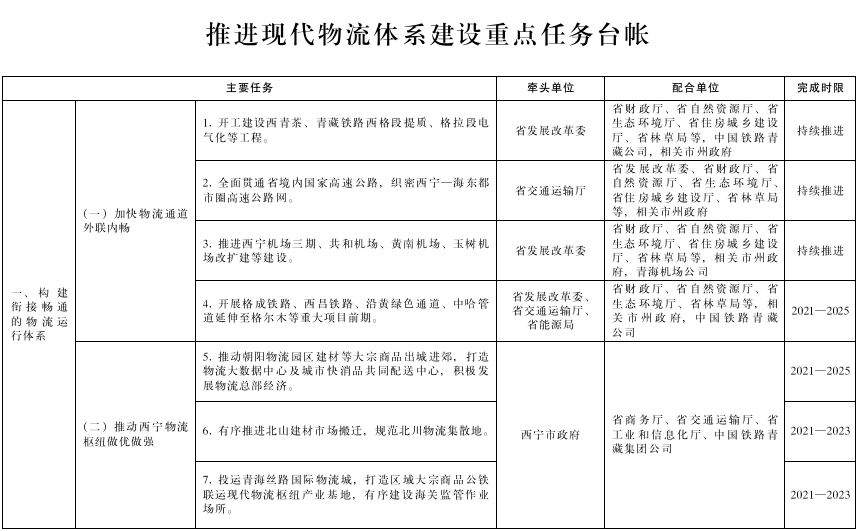 推进现代物流体系建设重点任务台帐
主要任务
牵头单位
配合单位
完成时限
一、构建
衔接畅通
的物流运
行体系
（一）加快物流通道
外联内畅
1. 开工建设西青茶、青藏铁路西格段提质、格拉段电
气化等工程。
省发展改革委
省财政厅、省自然资源厅、省
生态环境厅、省住房城乡建设
厅、省林草局等，中国铁路青
藏公司，相关市州政府
持续推进
2. 全面贯通省境内国家高速公路，织密西宁—海东都
市圈高速公路网。
省交通运输厅
省发展改革委、省财政厅、省
自然资源厅、省生态环境厅、
省住房城乡建设厅、省林草局
等，相关市州政府
持续推进
3. 推进西宁机场三期、共和机场、黄南机场、玉树机
场改扩建等建设。
省发展改革委
省财政厅、省自然资源厅、省
生态环境厅、省住房城乡建设
厅、省林草局等，相关市州政
府，青海机场公司
持续推进
4. 开展格成铁路、西昌铁路、沿黄绿色通道、中哈管
道延伸至格尔木等重大项目前期。
省发展改革委、
省交通运输厅、
省能源局
省财政厅、省自然资源厅、省
生态环境厅、省林草局等，相
关市州政府，中国铁路青藏
公司
2021—2025
（二）推动西宁物流
枢纽做优做强
5. 推动朝阳物流园区建材等大宗商品出城进郊，打造
物流大数据中心及城市快消品共同配送中心，积极发
展物流总部经济。
西宁市政府
省商务厅、省交通运输厅、省
工业和信息化厅、中国铁路青
藏集团公司
2021—2025
6. 有序推进北山建材市场搬迁，规范北川物流集散地。
2021—2023
7. 投运青海丝路国际物流城，打造区域大宗商品公铁
联运现代物流枢纽产业基地，有序建设海关监管作业
场所。
2021—2023